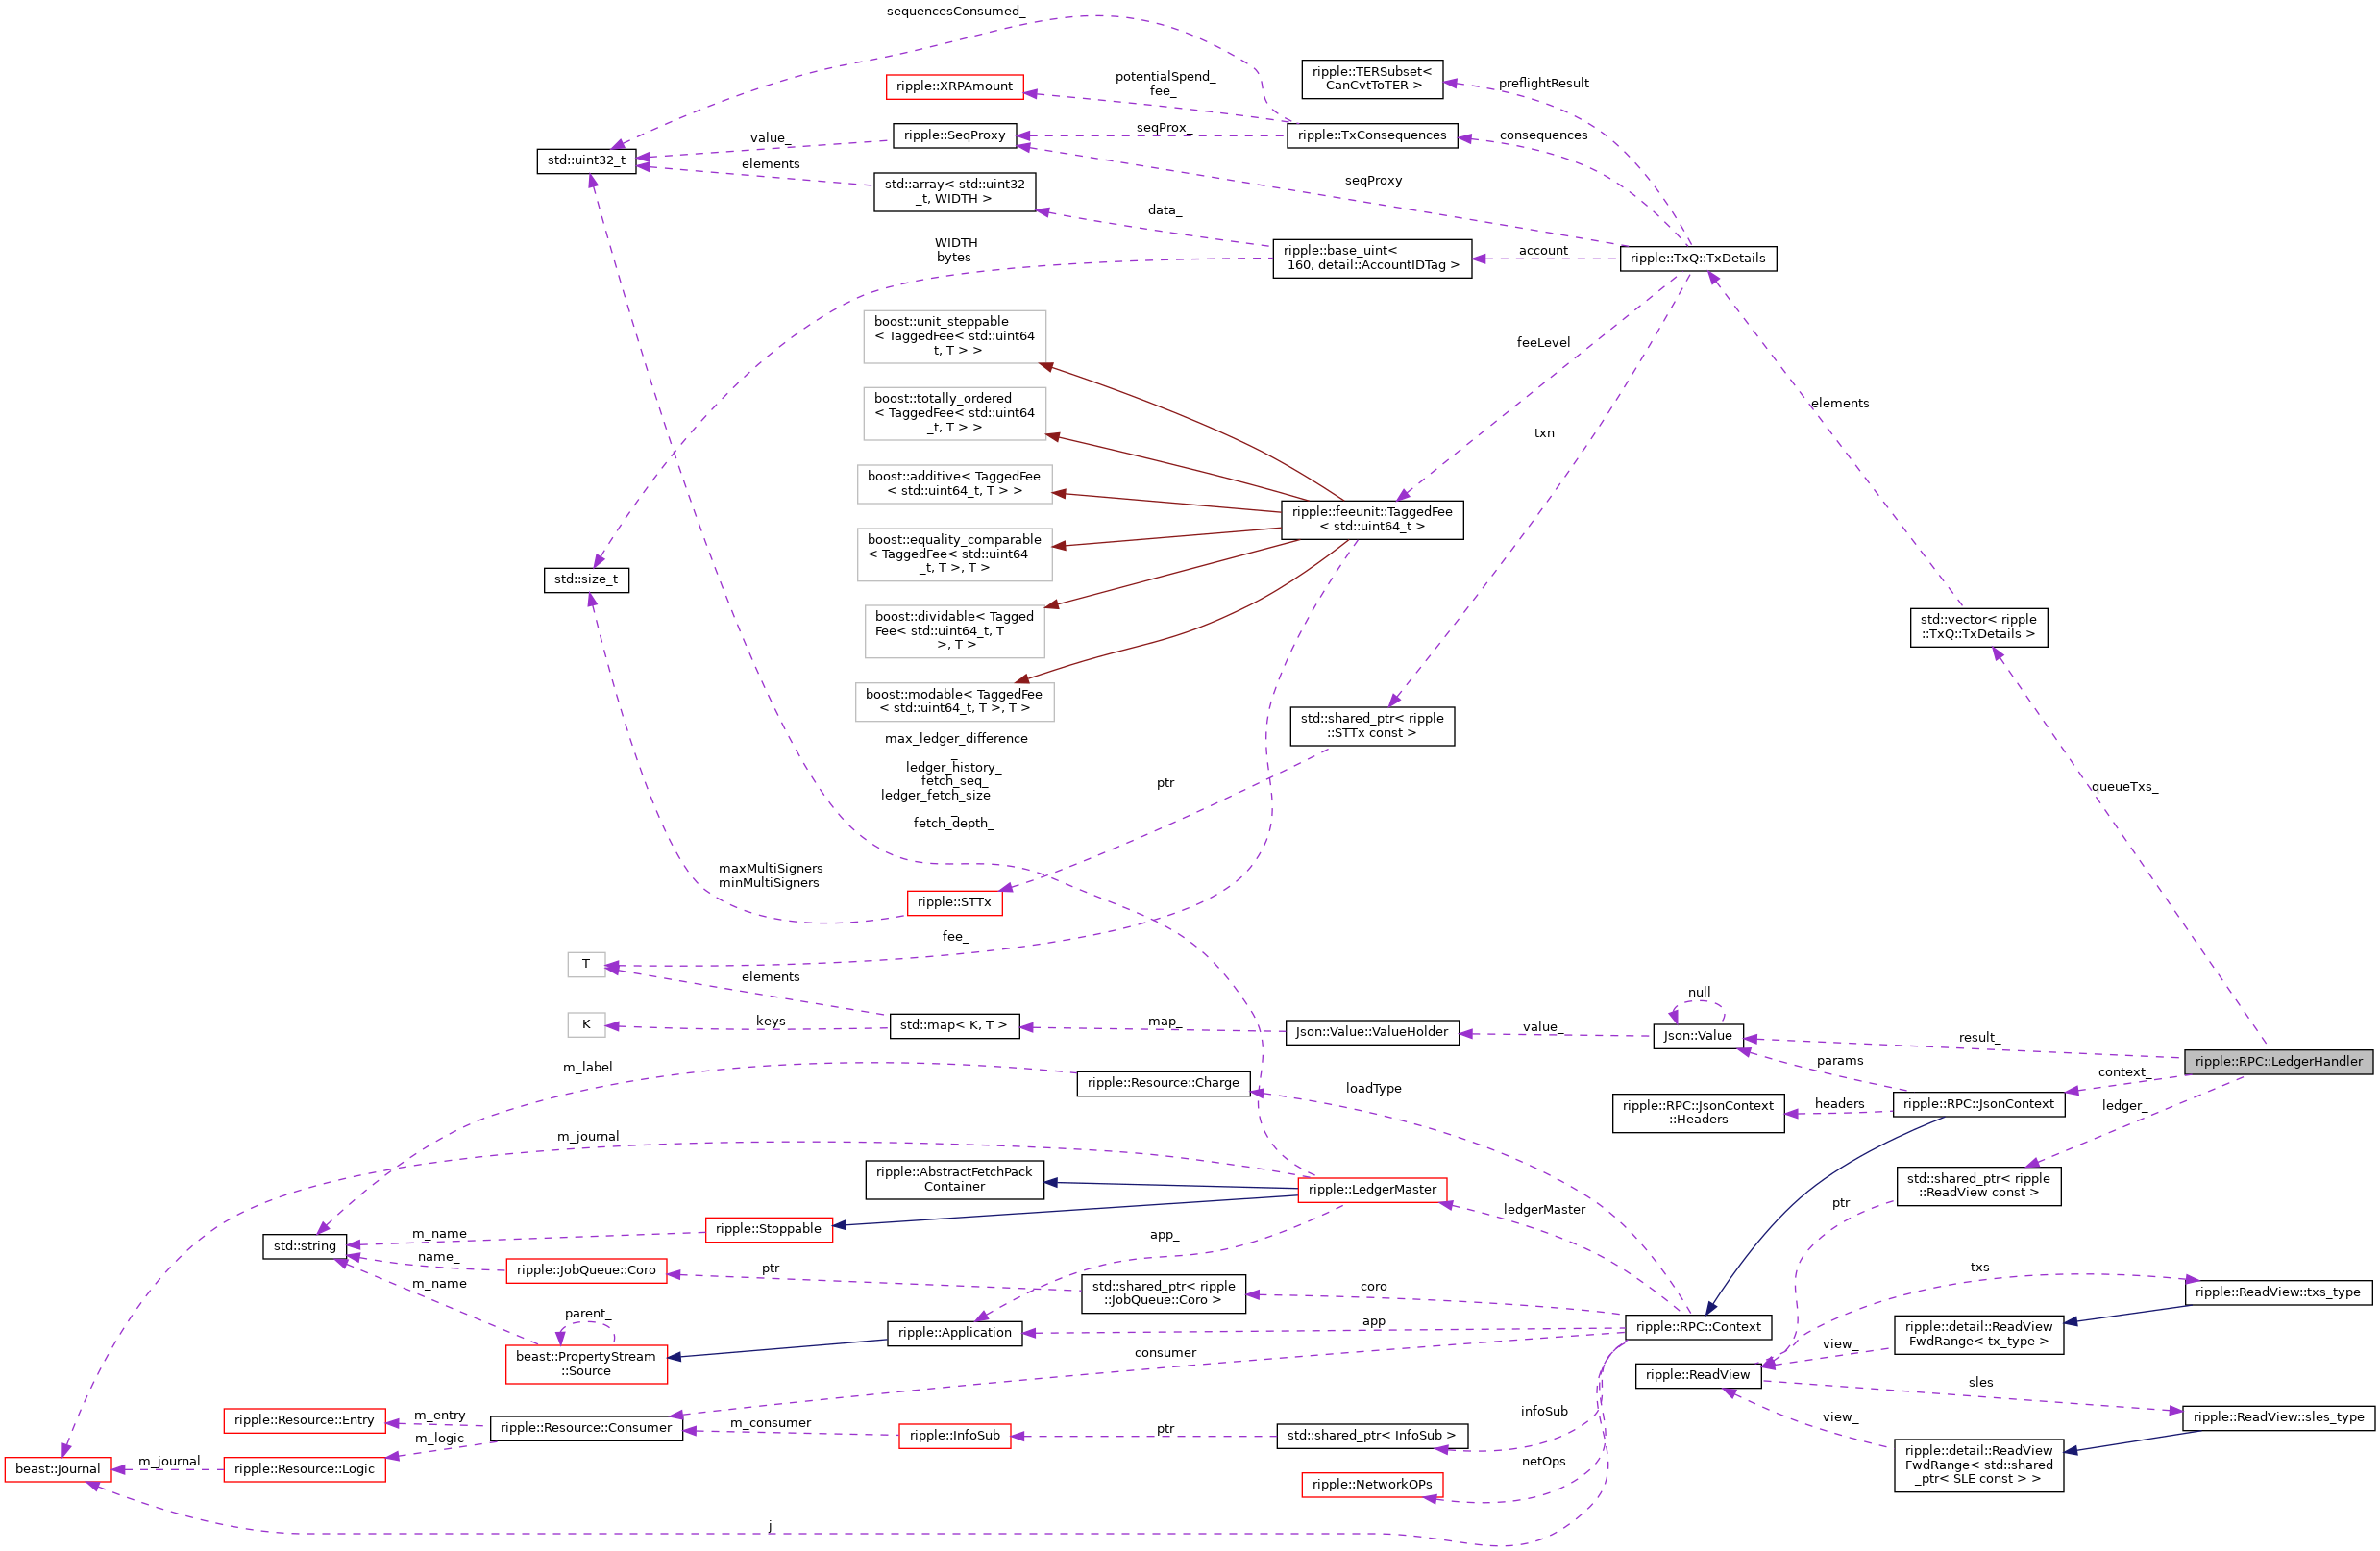 sequencesConsumed_
ripple::XRPAmount
potentialSpend_
fee_
ripple::TERSubset<
CanCvtToTER >
preflightResult
std::uint32_t
value_
ripple::SeqProxy
seqProx_
ripple::TxConsequences
consequences
elements
std::array< std::uint32
_t, WIDTH >
data_
seqProxy
WIDTH
bytes
ripple::base_uint<
160, detail::AccountIDTag >
account
ripple::TxQ::TxDetails
boost::unit_steppable
< TaggedFee< std::uint64
_t, T > >
feeLevel
boost::totally_ordered
< TaggedFee< std::uint64
_t, T > >
elements
txn
boost::additive< TaggedFee
< std::uint64_t, T > >
ripple::feeunit::TaggedFee
< std::uint64_t >
boost::equality_comparable
< TaggedFee< std::uint64
_t, T >, T >
std::size_t
boost::dividable< Tagged
Fee< std::uint64_t, T
>, T >
std::vector< ripple
::TxQ::TxDetails >
boost::modable< TaggedFee
< std::uint64_t, T >, T >
std::shared_ptr< ripple
::STTx const >
max_ledger_difference
_
ledger_history_
fetch_seq_
ledger_fetch_size
_
fetch_depth_
ptr
queueTxs_
maxMultiSigners
minMultiSigners
ripple::STTx
fee_
T
elements
K
keys
std::map< K, T >
map_
Json::Value::ValueHolder
value_
null
Json::Value
result_
ripple::RPC::LedgerHandler
params
context_
m_label
ripple::Resource::Charge
loadType
ripple::RPC::JsonContext
::Headers
headers
ripple::RPC::JsonContext
ledger_
m_journal
ripple::AbstractFetchPack
Container
ripple::LedgerMaster
ledgerMaster
std::shared_ptr< ripple
::ReadView const >
ptr
std::string
m_name
ripple::Stoppable
app_
name_
ripple::JobQueue::Coro
ptr
std::shared_ptr< ripple
::JobQueue::Coro >
coro
txs
ripple::ReadView::txs_type
m_name
parent_
beast::PropertyStream
::Source
ripple::Application
app
ripple::RPC::Context
ripple::detail::ReadView
FwdRange< tx_type >
view_
consumer
ripple::ReadView
sles
ripple::ReadView::sles_type
ripple::Resource::Entry
m_entry
ripple::Resource::Consumer
m_consumer
ripple::InfoSub
ptr
std::shared_ptr< InfoSub >
infoSub
view_
m_logic
beast::Journal
m_journal
ripple::Resource::Logic
netOps
ripple::NetworkOPs
ripple::detail::ReadView
FwdRange< std::shared
_ptr< SLE const > >
j